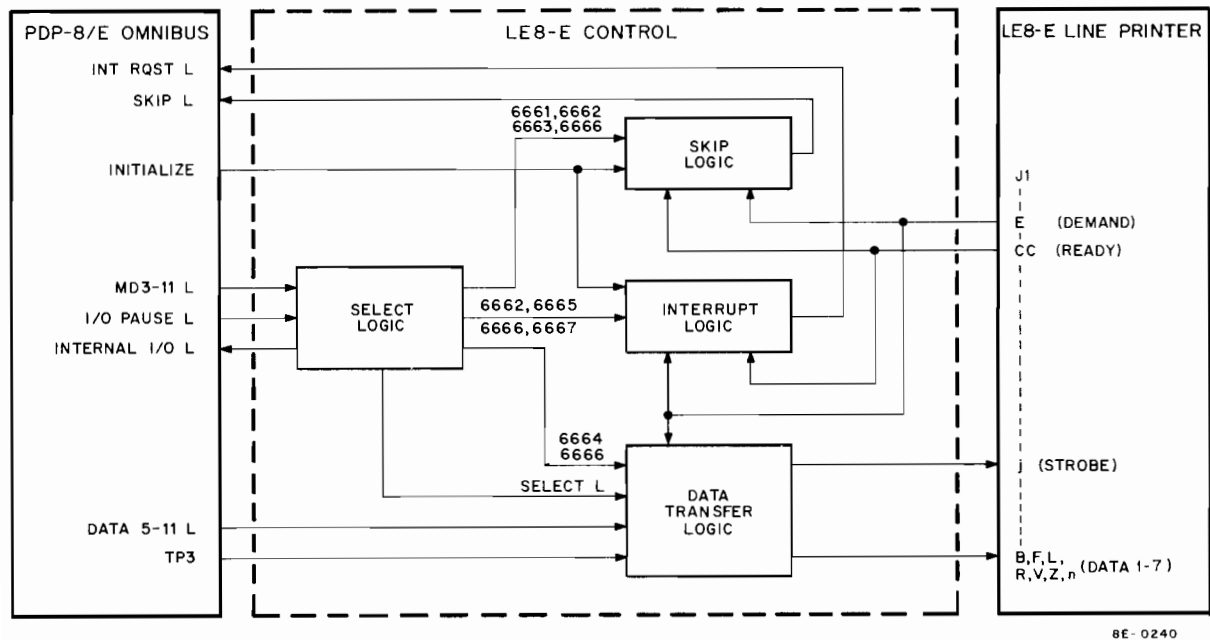 PDP-8/E OMNIBUS
INT RQST L
SKIP L
INITIALIZE
MD3-11 L
I/O PAUSE L
INTERNAL I/O L
DATA 5-11 L
TP3
LE8-E CONTROL
6661,6662
6663,6666
SKIP
LOGIC
SELECT
LOGIC
6662,6665
6666,6667
INTERRUPT
LOGIC
6664
6666
SELECT L
DATA
TRANSFER
LOGIC
LE8-E LINE PRINTER
J1
E (DEMAND)
CC (READY)
j (STROBE)
B,F,L,
R,V,Z,n (DATA 1-7)
8E-0240